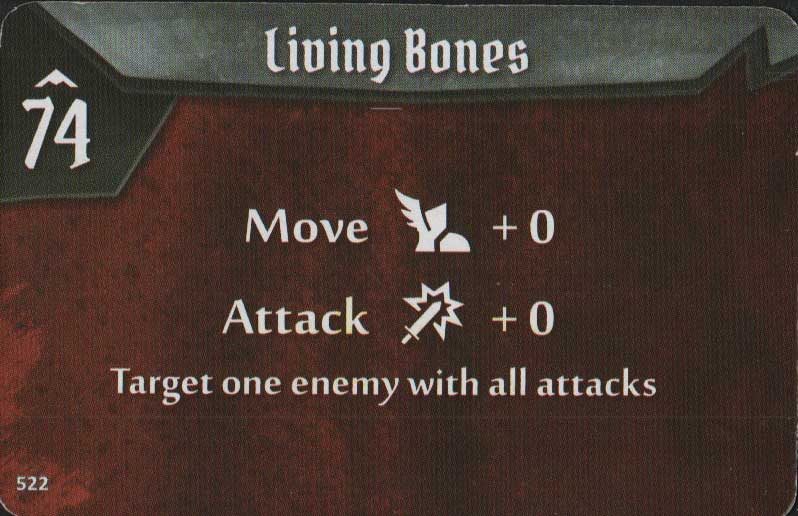 Living Bones
74
Move + 0
Attack + 0
Target one enemy with all attacks
522